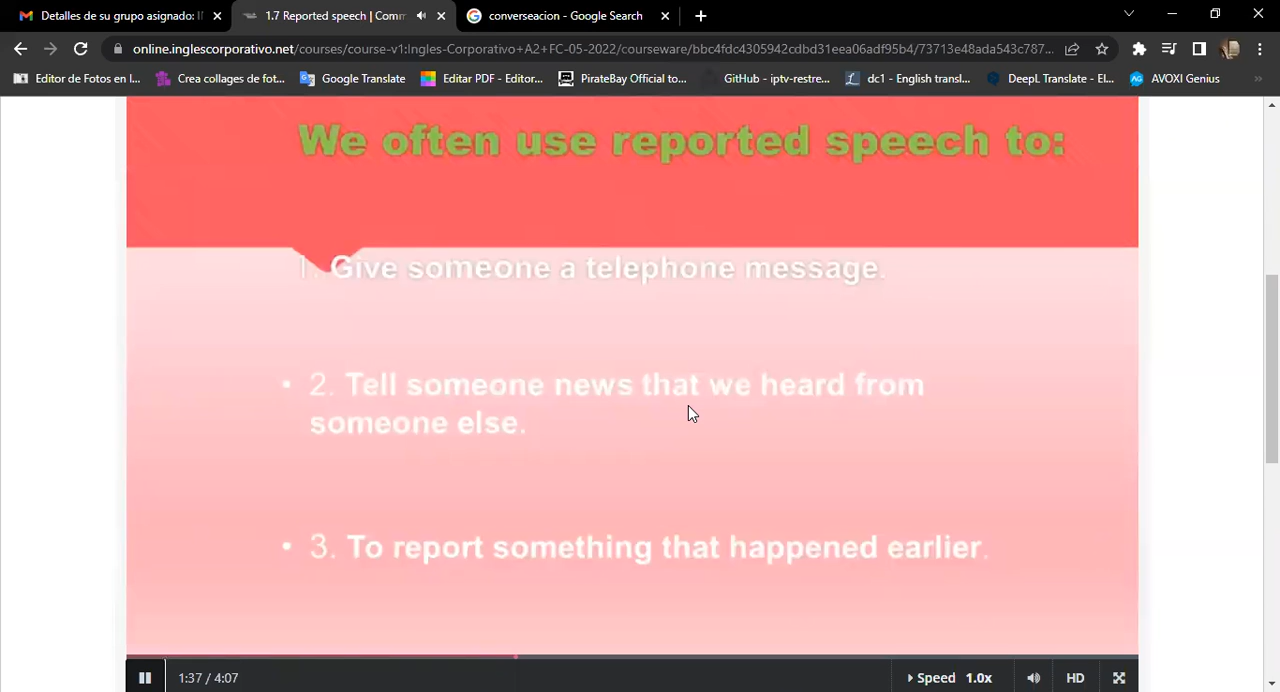 Detalles de su grupo asignado: I
1.7 Reported speech | Com
converseacion - Google Search
online.inglescorporativo.net/courses/course-v1:Ingles-Corporativo+A2+FC-05-2022/courseware/bbc4fdc4305942cdbd31eea06adf95b4/73713e48ada543c787...
Editor de Fotos en l...
Crea collages de fot...
Google Translate
Editar PDF - Editor...
PirateBay Official to...
GitHub - iptv-restre...
dc1 - English transl...
DeepL Translate - El...
AVOXI Genius
We often use reported speech to:
1. Give someone a telephone message.
• 2. Tell someone news that we heard from
someone else.
• 3. To report something that happened earlier.
1:37 / 4:07
Speed 1.0x
HD